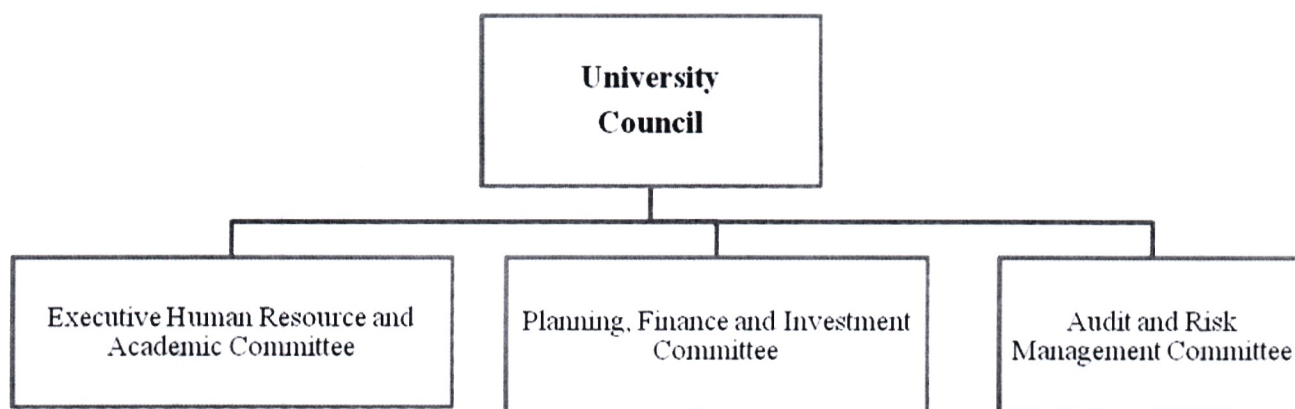 University
Council
Executive Human Resource and
Academic Committee
Planning, Finance and Investment
Committee
Audit and Risk
Management Committee